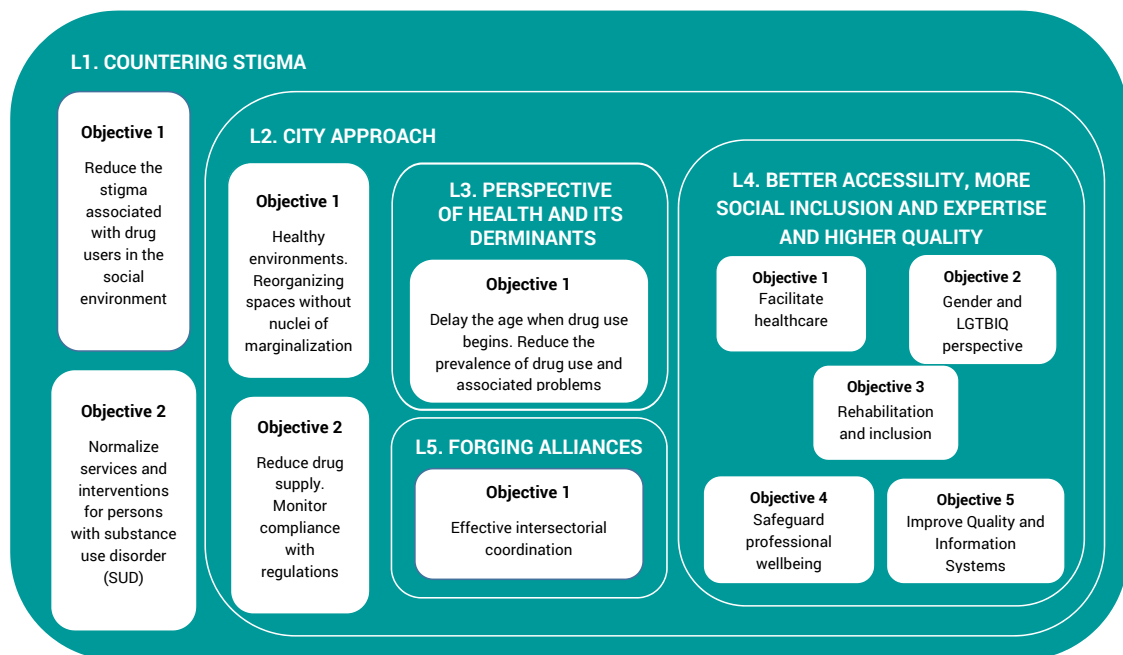 L1. COUNTERING STIGMA
Objective 1
Reduce the
stigma
associated
with drug
users in the
social
environment
Objective 2
Normalize
services and
interventions
for persons
with substance
use disorder
(SUD)
L2. CITY APPROACH
Objective 1
Healthy
environments.
Reorganizing
spaces without
nuclei of
marginalization
Objective 2
Reduce drug
supply.
Monitor
compliance
with
regulations
L3. PERSPECTIVE
OF HEALTH AND ITS
DERMINANTS
Objective 1
Delay the age when drug use
begins. Reduce the
prevalence of drug use and
associated problems
L5. FORGING ALLIANCES
Objective 1
Effective intersectorial
coordination
L4. BETTER ACCESSILITY, MORE
SOCIAL INCLUSION AND EXPERTISE
AND HIGHER QUALITY
Objective 1
Facilitate
healthcare
Objective 2
Gender and
LGTBIQ
perspective
Objective 3
Rehabilitation
and inclusion
Objective 4
Safeguard
professional
wellbeing
Objective 5
Improve Quality and
Information
Systems